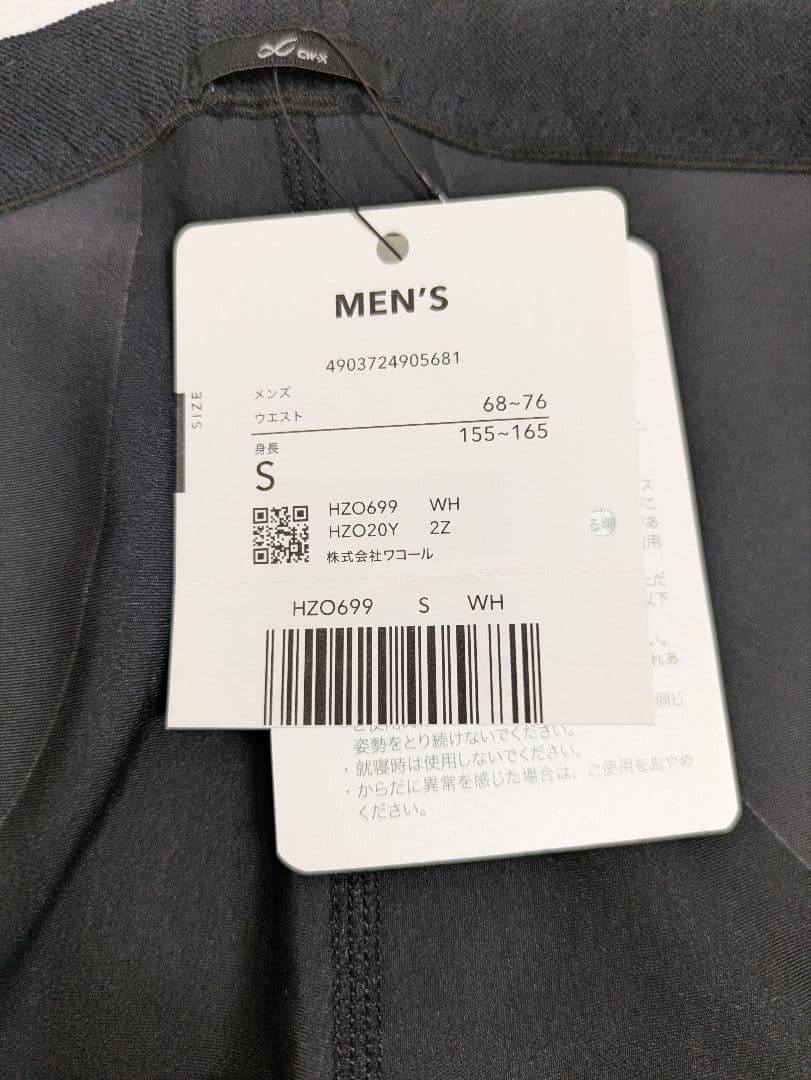 CW-X
MEN'S
4903724905681
SIZE
メンズ
ウエスト 68~76
身長 155~165
S
HZO699 WH
HZO20Y 2Z
株式会社ワコール
HZO699 S WH
姿勢をとり続けないでください。
・就寝時は使用しないでください。
・からだに異常を感じた場合は、ご使用をおやめ
ください。